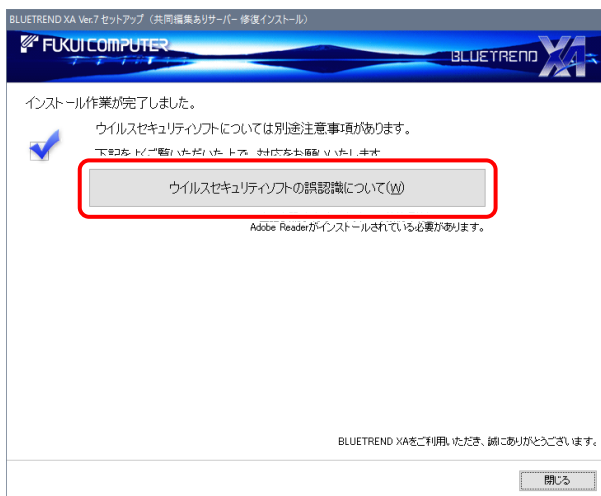 BLUETREND XA Ver.7 セットアップ（共同編集ありサーバー 修復インストール）
FUKUI COMPUTER
BLUETREND XA
インストール作業が完了しました。
ウイルスセキュリティソフトについては別途注意事項があります。
下記をよくご覧いただいた上で、対応をお願いいたします
ウイルスセキュリティソフトの誤認識について(W)
Adobe Readerがインストールされている必要があります。
BLUETREND XAをご利用いただき、誠にありがとうございます。
閉じる